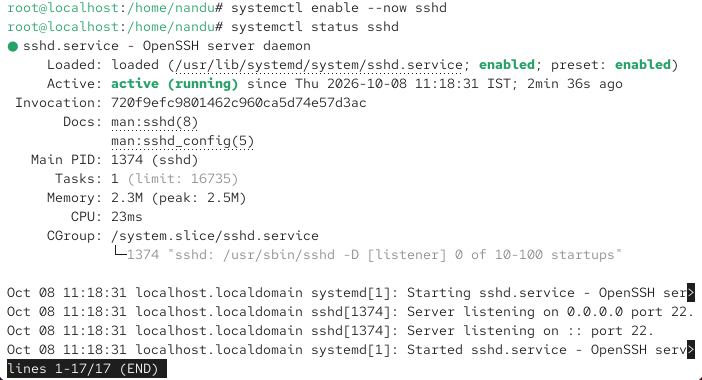 root@localhost:/home/nandu# systemctl enable --now sshd
root@localhost:/home/nandu# systemctl status sshd
● sshd.service - OpenSSH server daemon
     Loaded: loaded (/usr/lib/systemd/system/sshd.service; enabled; preset: enabled)
     Active: active (running) since Thu 2026-10-08 11:18:31 IST; 2min 36s ago
 Invocation: 720f9efc9801462c960ca5d74e57d3ac
       Docs: man:sshd(8)
             man:sshd_config(5)
   Main PID: 1374 (sshd)
      Tasks: 1 (limit: 16735)
     Memory: 2.3M (peak: 2.5M)
        CPU: 23ms
     CGroup: /system.slice/sshd.service
             └─1374 "sshd: /usr/sbin/sshd -D [listener] 0 of 10-100 startups"
Oct 08 11:18:31 localhost.localdomain systemd[1]: Starting sshd.service - OpenSSH ser>
Oct 08 11:18:31 localhost.localdomain sshd[1374]: Server listening on 0.0.0.0 port 22.
Oct 08 11:18:31 localhost.localdomain sshd[1374]: Server listening on :: port 22.
Oct 08 11:18:31 localhost.localdomain systemd[1]: Started sshd.service - OpenSSH serv>
lines 1-17/17 (END)